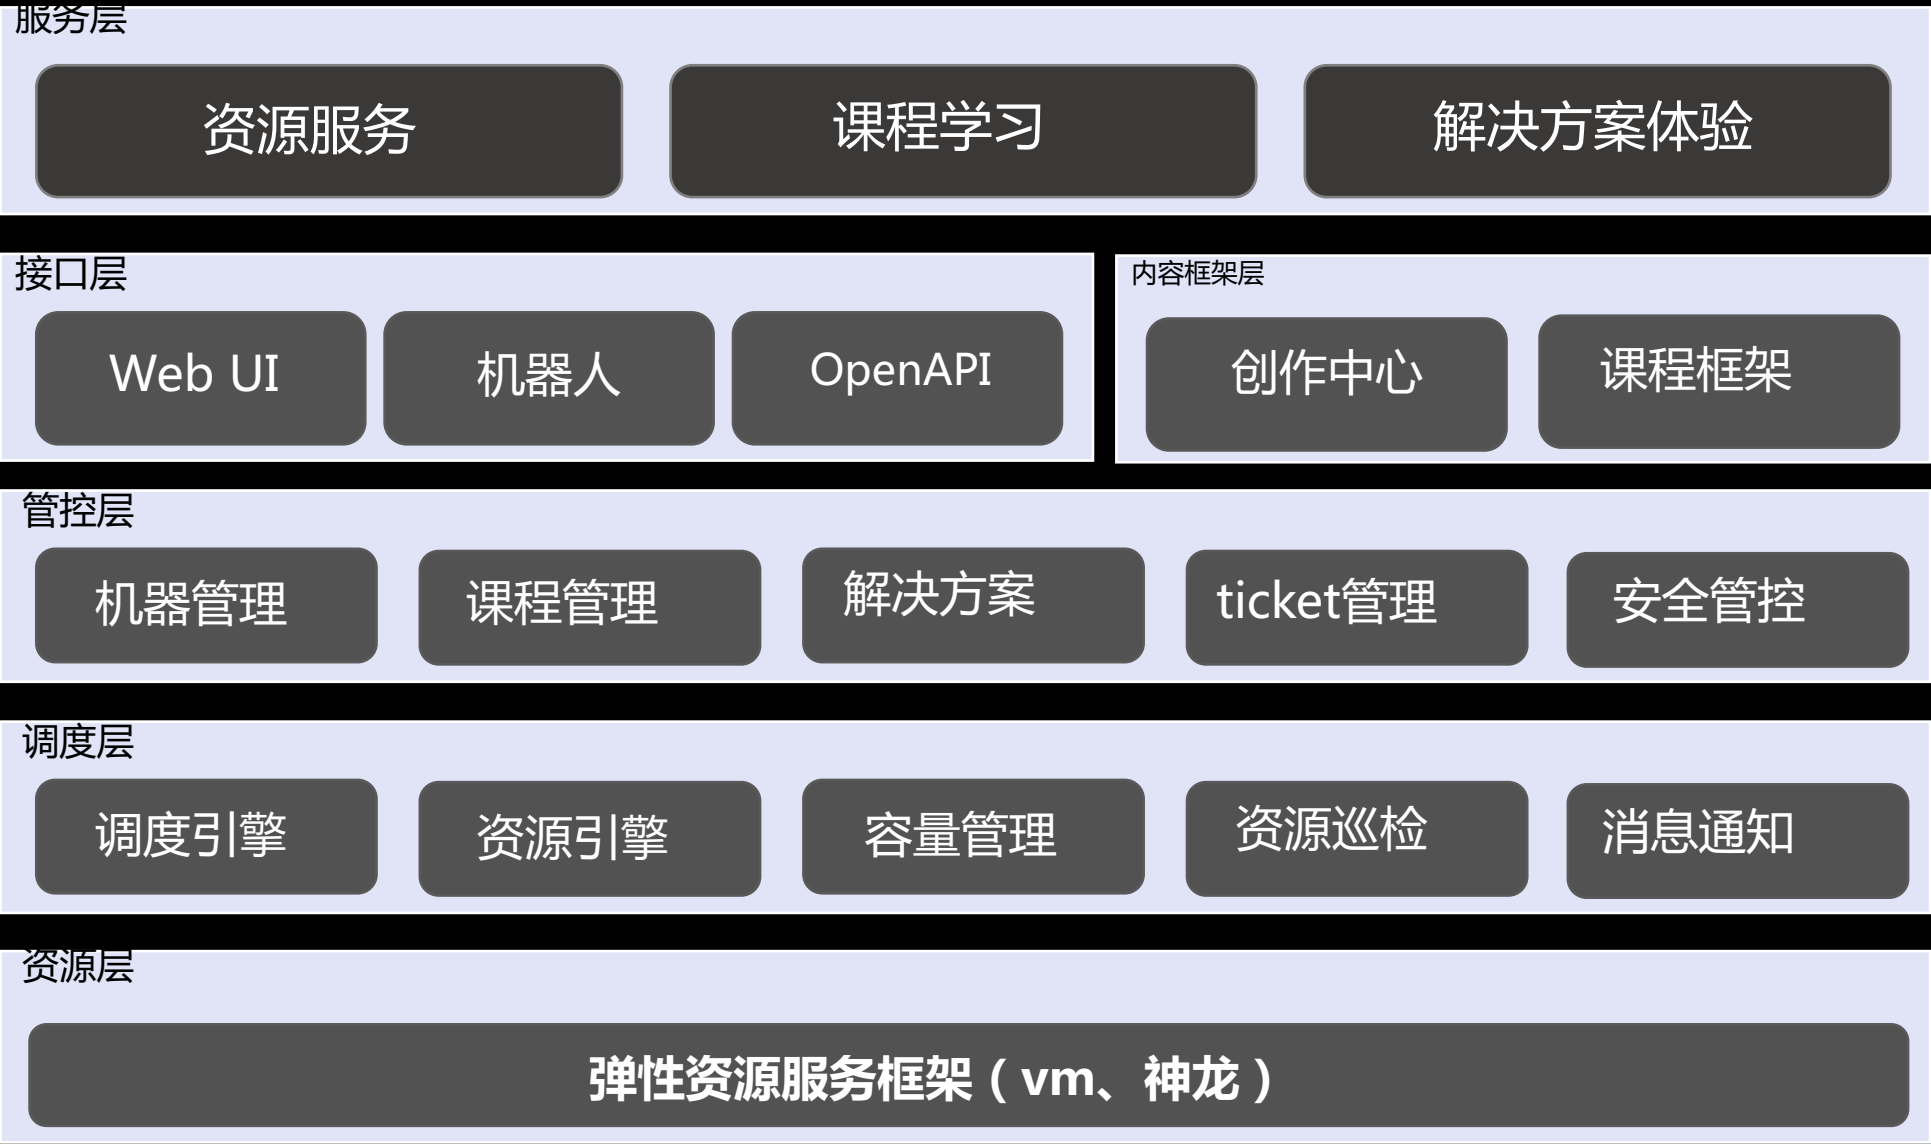 服务层
资源服务
课程学习
解决方案体验
接口层
Web UI
机器人
OpenAPI
内容框架层
创作中心
课程框架
管控层
机器管理
课程管理
解决方案
ticket管理
安全管控
调度层
调度引擎
资源引擎
容量管理
资源巡检
消息通知
资源层
弹性资源服务框架（vm、神龙）